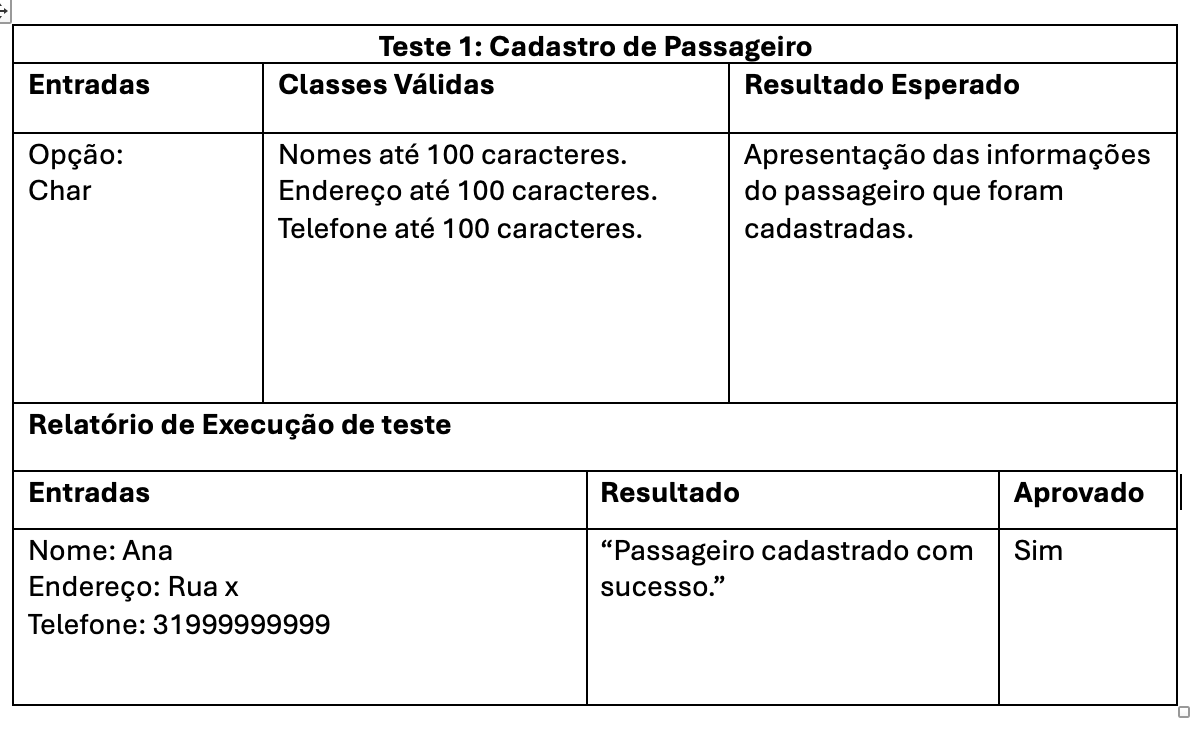 Teste 1: Cadastro de Passageiro
Entradas
Classes Válidas
Resultado Esperado
Opção:
Char
Nomes até 100 caracteres.
Endereço até 100 caracteres.
Telefone até 100 caracteres.
Apresentação das informações
do passageiro que foram
cadastradas.
Relatório de Execução de teste
Entradas
Resultado
Aprovado
Nome: Ana
Endereço: Rua x
Telefone: 31999999999
“Passageiro cadastrado com
sucesso.”
Sim